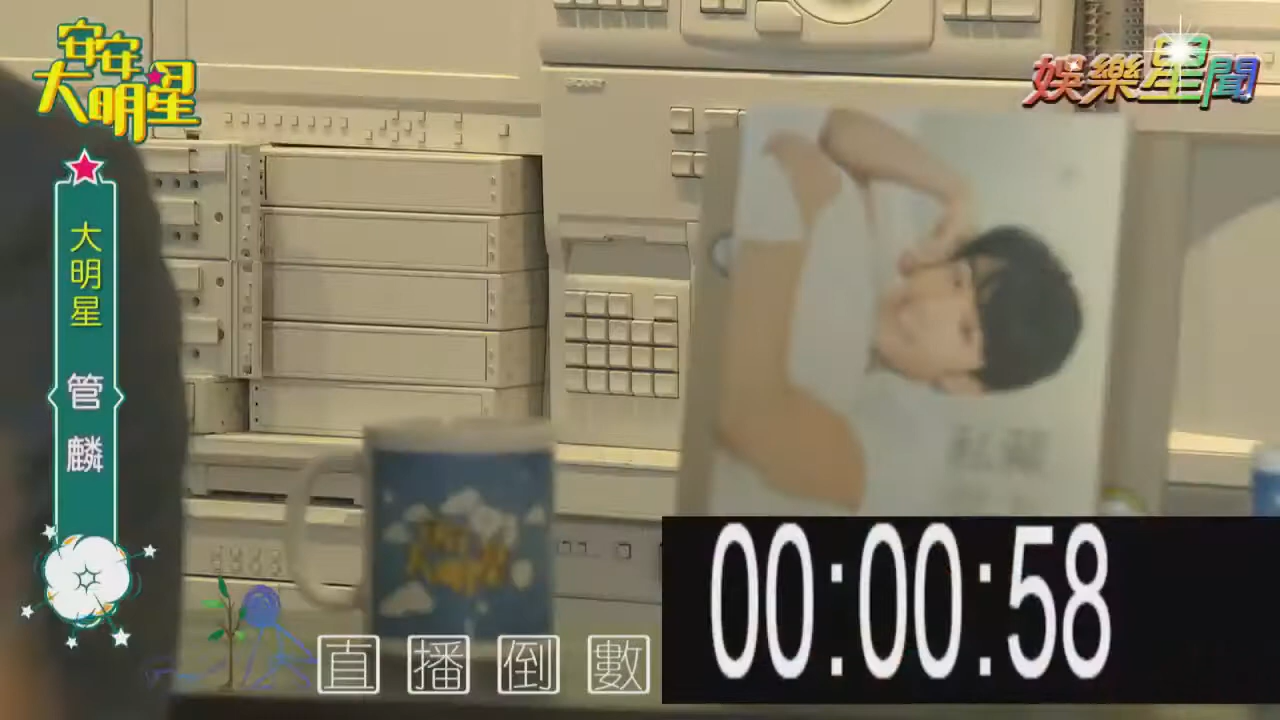 安安
大明星
娛樂星聞
大明星
管麟
00:00:58
直播倒數